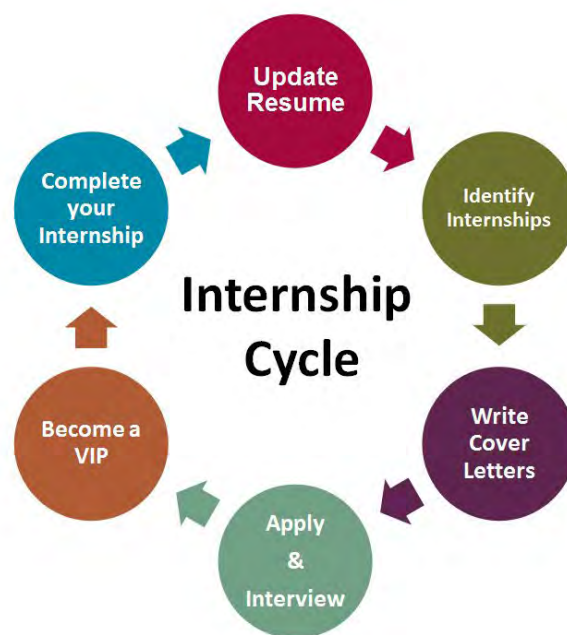 Update
Resume
Identify
Internships
Write
Cover
Letters
Apply
&
Interview
Become a
VIP
Complete
your
Internship
Internship
Cycle